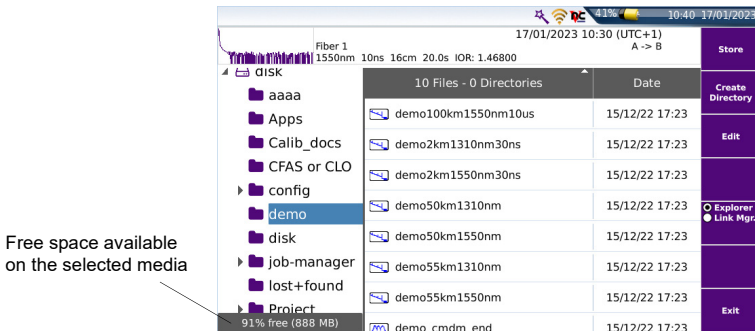 41%
10:40 17/01/2023
17/01/2023 10:30 (UTC+1)
Fiber 1
A -> B
1550nm 10ns 16cm 20.0s IOR: 1.46800
Store
disk
aaaa
Apps
Calib_docs
CFAS or CLO
config
demo
disk
job-manager
lost+found
Project
91% free (888 MB)
10 Files - 0 Directories
Date
demo100km1550nm10us 15/12/22 17:23
demo2km1310nm30ns 15/12/22 17:23
demo2km1550nm30ns 15/12/22 17:23
demo50km1310nm 15/12/22 17:23
demo50km1550nm 15/12/22 17:23
demo55km1310nm 15/12/22 17:23
demo55km1550nm 15/12/22 17:23
demo_cmdm_end 15/12/22 17:23
Create
Directory
Edit
Explorer
Link Mgr.
Exit
Free space available
on the selected media